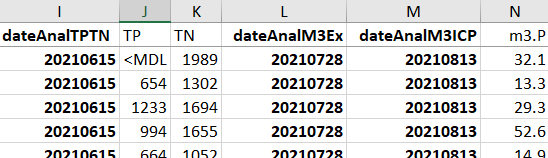 I J K L M N
dateAnalTPTN TP TN dateAnalM3Ex dateAnalM3ICP m3.P
20210615 <MDL 1989 20210728 20210813 32.1
20210615 654 1302 20210728 20210813 13.3
20210615 1233 1694 20210728 20210813 29.3
20210615 994 1655 20210728 20210813 52.6
20210615 664 1052 20210728 20210813 14.9